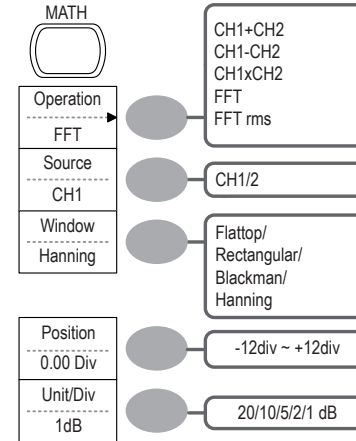 MATH
Operation
FFT
CH1+CH2
CH1-CH2
CH1xCH2
FFT
FFT rms
Source
CH1
CH1/2
Window
Hanning
Flattop/
Rectangular/
Blackman/
Hanning
Position
0.00 Div
-12div ~ +12div
Unit/Div
1dB
20/10/5/2/1 dB